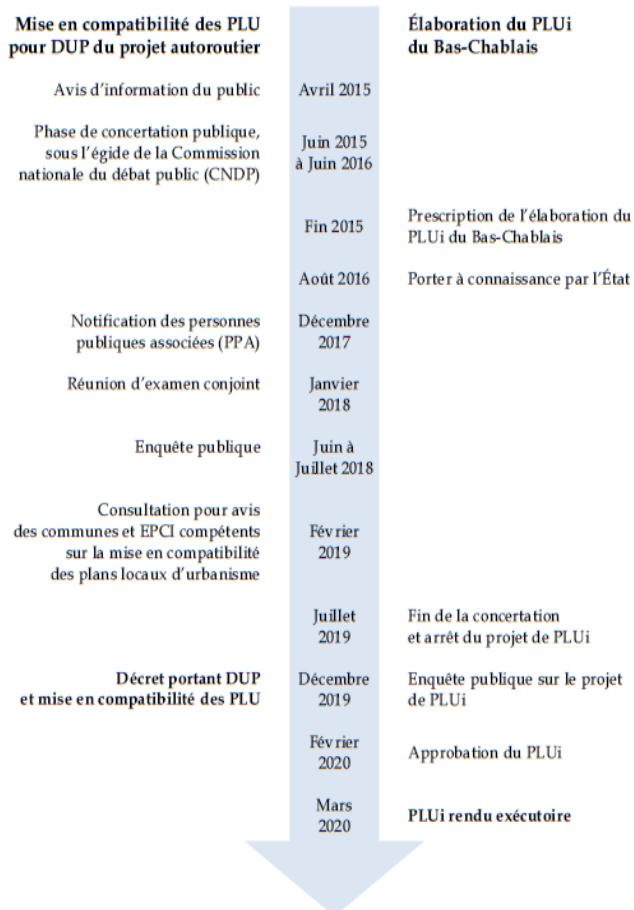 Mise en compatibilité des PLU
pour DUP du projet autoroutier
Élaboration du PLUi
du Bas-Chablais
Avis d'information du public
Avril 2015
Phase de concertation publique,
sous l'égide de la Commission
nationale du débat public (CNDP)
Juin 2015
à Juin 2016
Fin 2015
Prescription de l'élaboration du
PLUi du Bas-Chablais
Août 2016
Porter à connaissance par l'État
Notification des personnes
publiques associées (PPA)
Décembre
2017
Réunion d'examen conjoint
Janvier
2018
Enquête publique
Juin à
Juillet 2018
Consultation pour avis
des communes et EPCI compétents
sur la mise en compatibilité
des plans locaux d'urbanisme
Février
2019
Juillet
2019
Fin de la concertation
et arrêt du projet de PLUi
Décret portant DUP
et mise en compatibilité des PLU
Décembre
2019
Enquête publique sur le projet
de PLUi
Février
2020
Approbation du PLUi
Mars
2020
PLUi rendu exécutoire